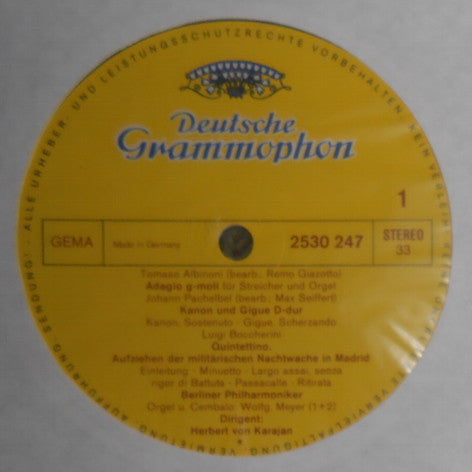 ALLE URHEBER- UND LEISTUNGSSCHUTZRECHTE VORBEHALTEN. KEIN VERLEIH!
VERVIELFÄLTIGUNG, AUFFÜHRUNG, SENDUNG!
Deutsche
Grammophon
1
GEMA
Made in Germany
2530 247
STEREO
33
Tomaso Albinoni (bearb.: Remo Giazotto)
Adagio g-moll für Streicher und Orgel
Johann Pachelbel (bearb.: Max Seiffert)
Kanon und Gigue D-dur
Kanon. Sostenuto · Gigue. Scherzando
Luigi Boccherini
Quintettino.
Aufziehen der militärischen Nachtwache in Madrid
Einleitung · Minuetto · Largo assai, senza
rigor di Battuta · Passacalle · Ritirata
Berliner Philharmoniker
Orgel u. Cembalo: Wolfg. Meyer (1+2)
Dirigent:
Herbert von Karajan